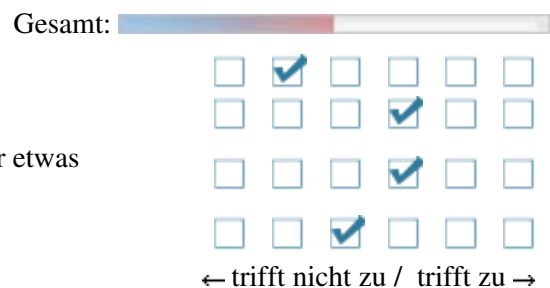 Gesamt:
r etwas
← trifft nicht zu / trifft zu →